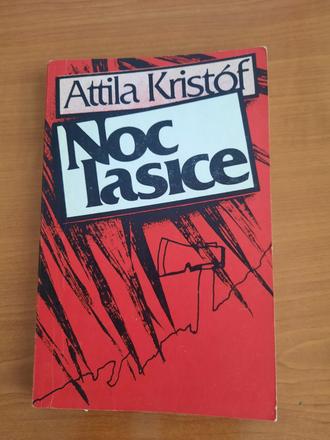 Attila Kristóf
Noc
lasice